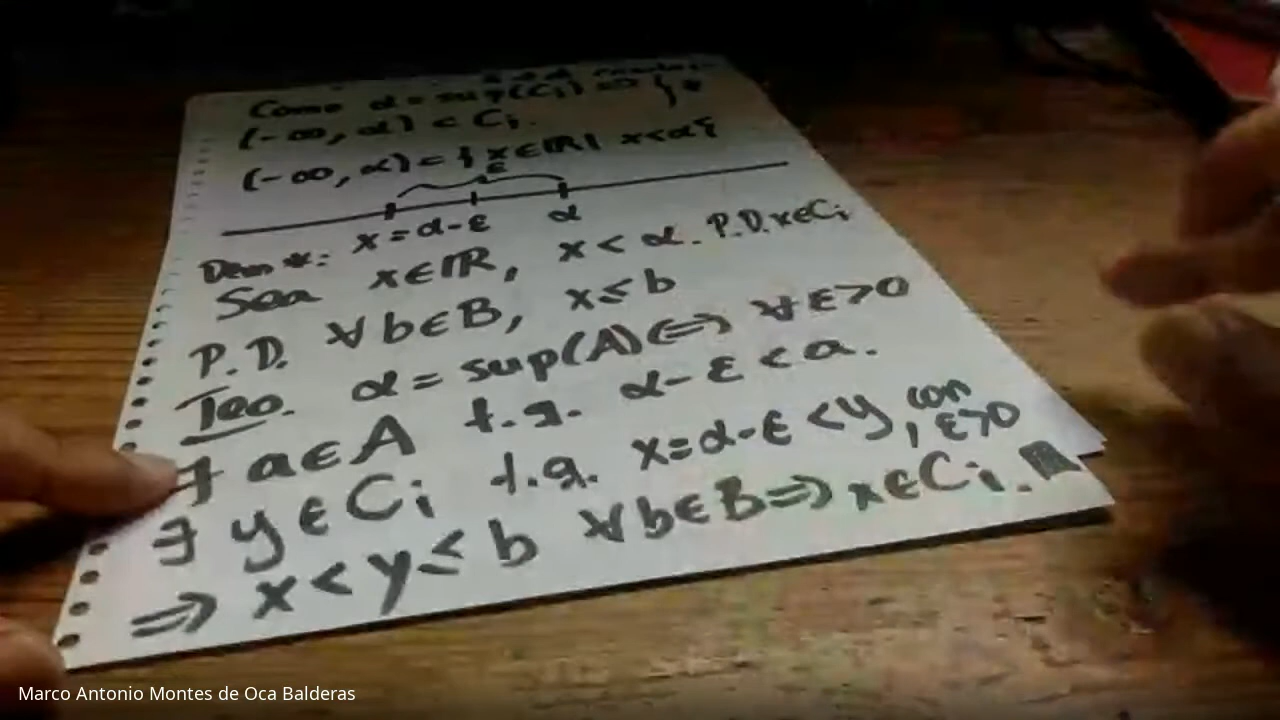 Como α = sup(Ci) ⇒ } *
(-∞, α) ⊂ Ci.
(-∞, α) = { x∈ℝ | x<α}
ε
x = α-ε α
Dem *: Sea x∈ℝ, x < α. P.D. x∈Ci
P.D. ∀ b∈B, x ≤ b
Teo. α = sup(A) ⇔ ∀ ε>0
∃ a∈A t.q. α-ε < a.
∃ y∈Ci t.q. x=α-ε < y, con ε>0
⇒ x < y ≤ b ∀b∈B ⇒ x∈Ci.
Marco Antonio Montes de Oca Balderas